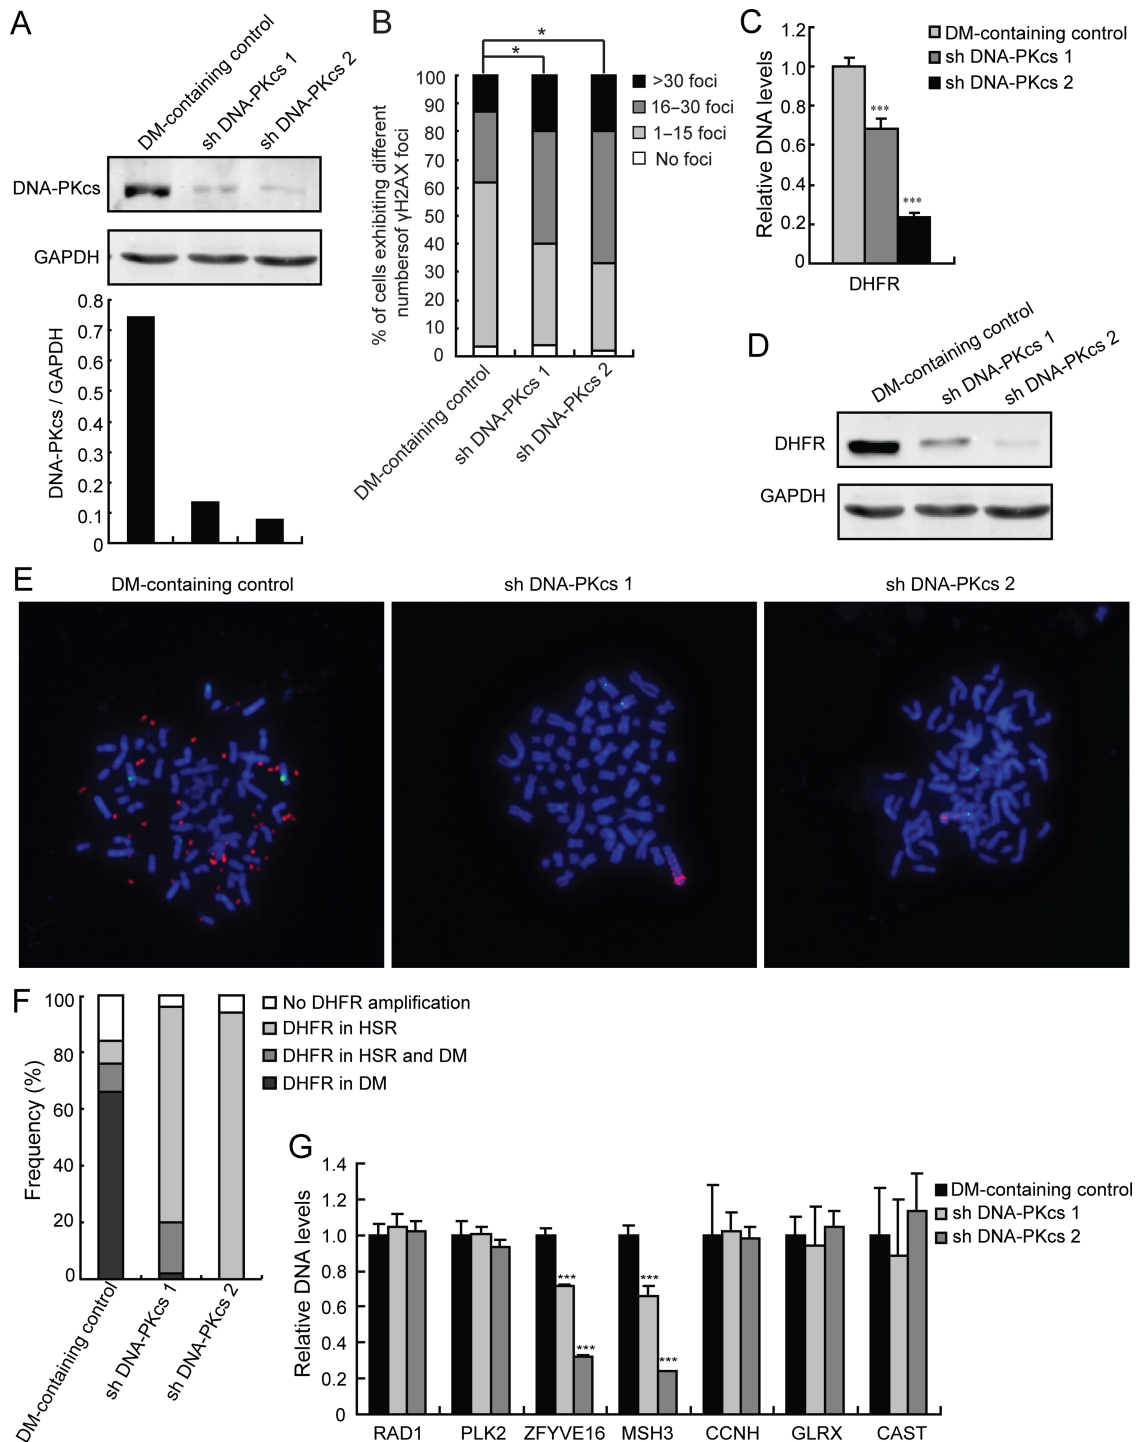 A
DM-containing control
sh DNA-PKcs 1
sh DNA-PKcs 2
DNA-PKcs
GAPDH
DNA-PKcs / GAPDH
0.8
0.7
0.6
0.5
0.4
0.3
0.2
0.1
0
B
*
*
% of cells exhibiting different
numbersof γH2AX foci
100
90
80
70
60
50
40
30
20
10
0
>30 foci
16–30 foci
1–15 foci
No foci
DM-containing control
sh DNA-PKcs 1
sh DNA-PKcs 2
C
Relative DNA levels
1.2
1.0
0.8
0.6
0.4
0.2
0
***
***
DHFR
DM-containing control
sh DNA-PKcs 1
sh DNA-PKcs 2
D
DM-containing control
sh DNA-PKcs 1
sh DNA-PKcs 2
DHFR
GAPDH
E
DM-containing control
sh DNA-PKcs 1
sh DNA-PKcs 2
F
Frequency (%)
100
80
60
40
20
0
No DHFR amplification
DHFR in HSR
DHFR in HSR and DM
DHFR in DM
DM-containing control
sh DNA-PKcs 1
sh DNA-PKcs 2
G
Relative DNA levels
1.4
1.2
1.0
0.8
0.6
0.4
0.2
0
***
***
***
***
RAD1 PLK2 ZFYVE16 MSH3 CCNH GLRX CAST
DM-containing control
sh DNA-PKcs 1
sh DNA-PKcs 2